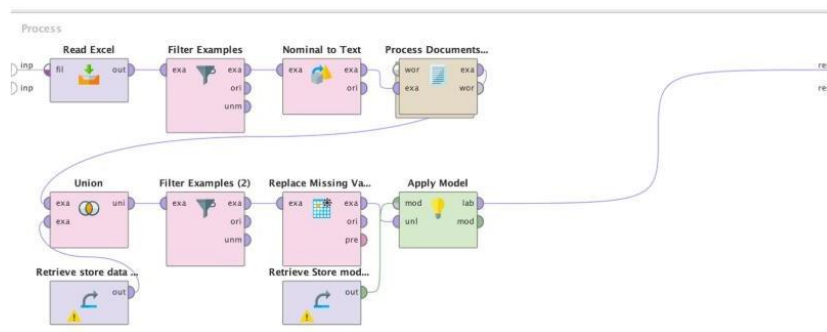 Process
Read Excel Filter Examples Nominal to Text Process Documents...
inp fil out exa exa exa exa wor exa re
inp ori ori exa wor re
unm
Union Filter Examples (2) Replace Missing Va... Apply Model
exa uni exa exa exa exa mod lab
exa ori ori unl mod
unm pre
Retrieve store data ... Retrieve Store mod...
out out